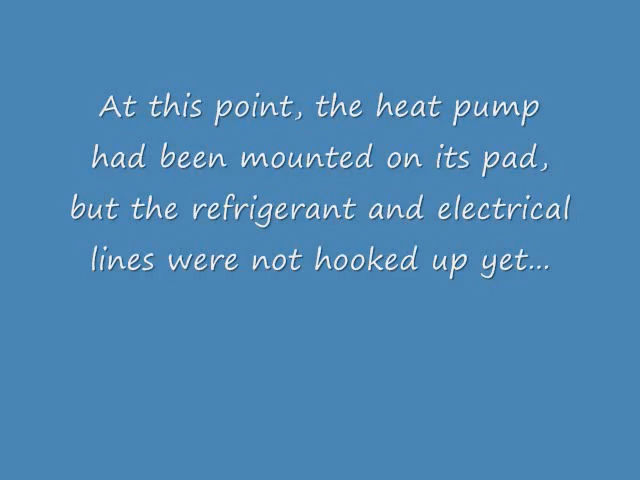 At this point, the heat pump
had been mounted on its pad,
but the refrigerant and electrical
lines were not hooked up yet...